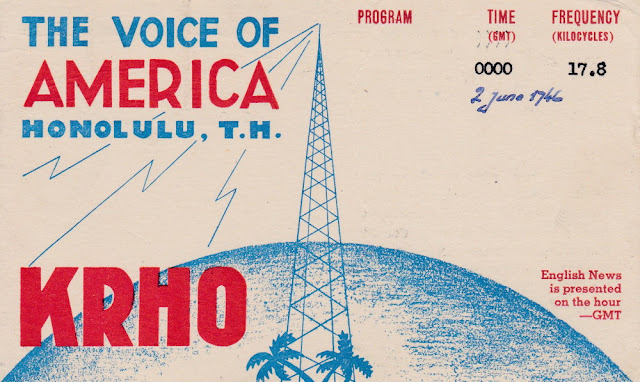 THE VOICE OF
AMERICA
HONOLULU, T.H.
PROGRAM
TIME
(GMT)
FREQUENCY
(KILOCYCLES)
0000
17.8
2 June 1946
KRHO
English News
is presented
on the hour
—GMT